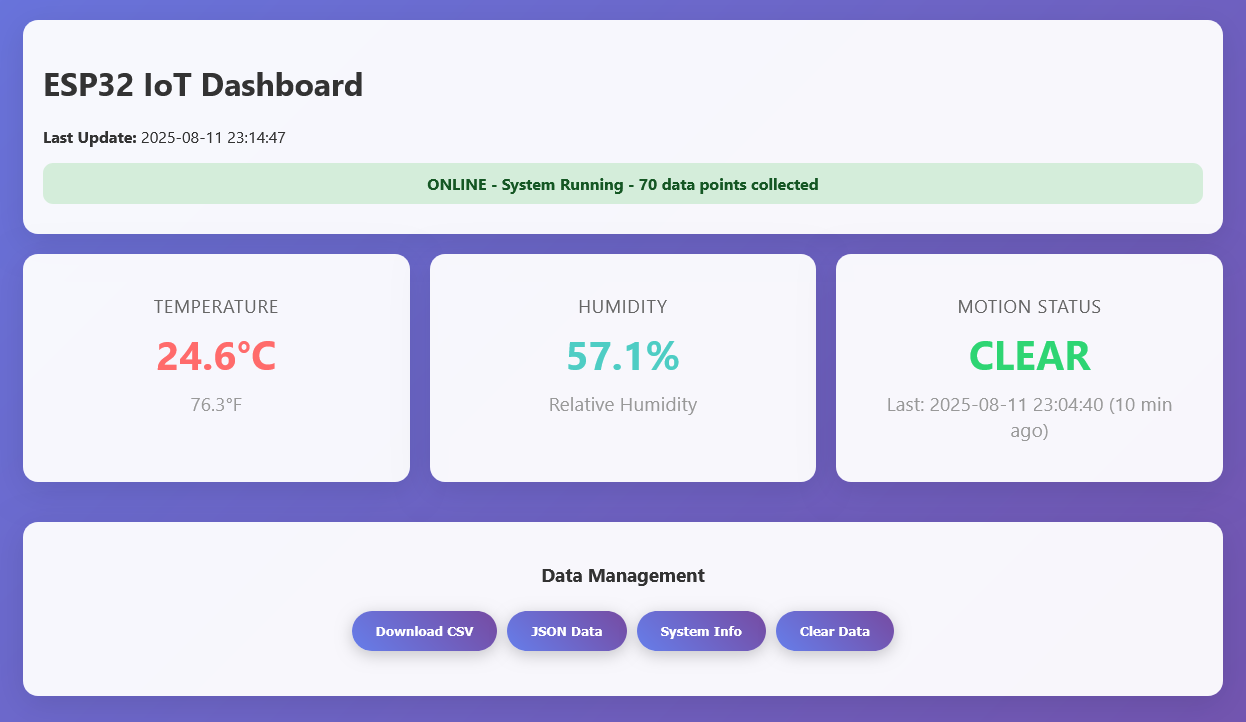 ESP32 IoT Dashboard
Last Update: 2025-08-11 23:14:47
ONLINE - System Running - 70 data points collected
TEMPERATURE
24.6°C
76.3°F
HUMIDITY
57.1%
Relative Humidity
MOTION STATUS
CLEAR
Last: 2025-08-11 23:04:40 (10 min
ago)
Data Management
Download CSV
JSON Data
System Info
Clear Data